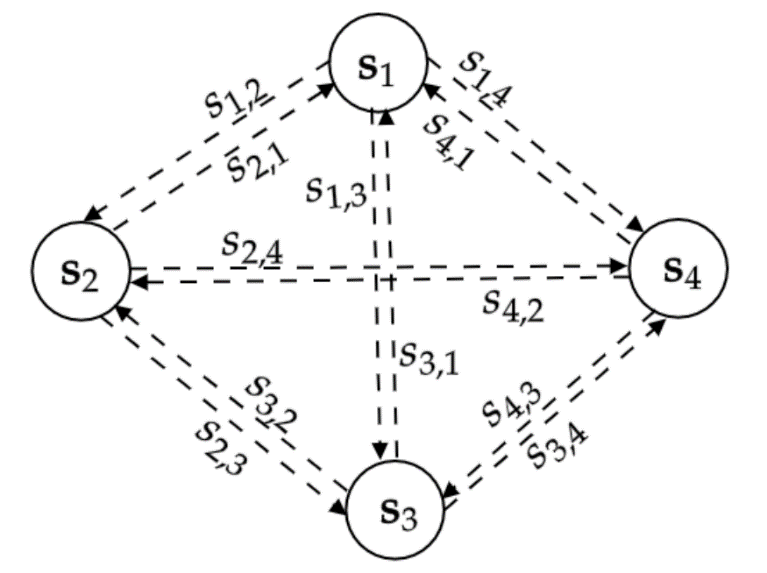 s₁
s₁,₄
s₁,₂
s₄,₁
s₂,₁
s₁,₃
s₂,₄
s₂
s₄
s₄,₂
s₃,₁
s₃,₂
s₄,₃
s₂,₃
s₃,₄
s₃